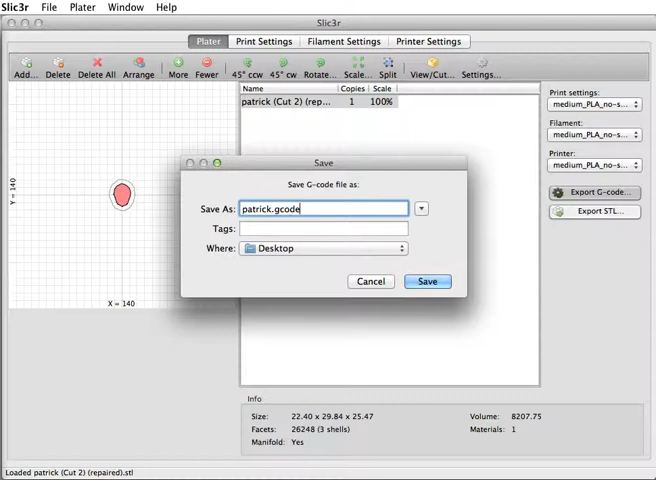 Slic3r File Plater Window Help
Slic3r
Plater Print Settings Filament Settings Printer Settings
Add... Delete Delete All Arrange More Fewer 45° ccw 45° cw Rotate... Scale... Split View/Cut... Settings...
Name Copies Scale
patrick (Cut 2) (rep... 1 100%
Print settings:
medium_PLA_no-s...
Filament:
medium_PLA_no-s...
Printer:
medium_PLA_no-s...
Export G-code...
Export STL...
Y = 140
X = 140
Save
Save G-code file as:
Save As: patrick.gcode
Tags:
Where: Desktop
Cancel Save
Info
Size: 22.40 x 29.84 x 25.47 Volume: 8207.75
Facets: 26248 (3 shells) Materials: 1
Manifold: Yes
Loaded patrick (Cut 2) (repaired).stl